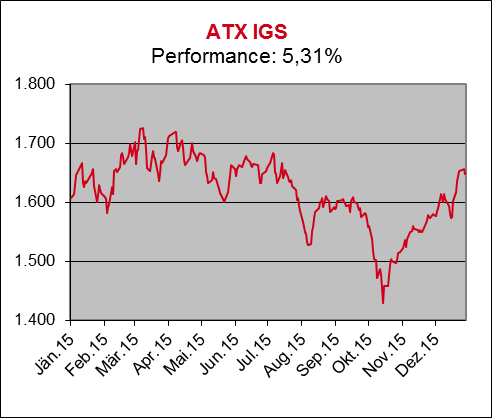 ATX IGS
Performance: 5,31%
1.800
1.700
1.600
1.500
1.400
Jän.15
Feb.15
Mär.15
Apr.15
Mai.15
Jun.15
Jul.15
Aug.15
Sep.15
Okt.15
Nov.15
Dez.15